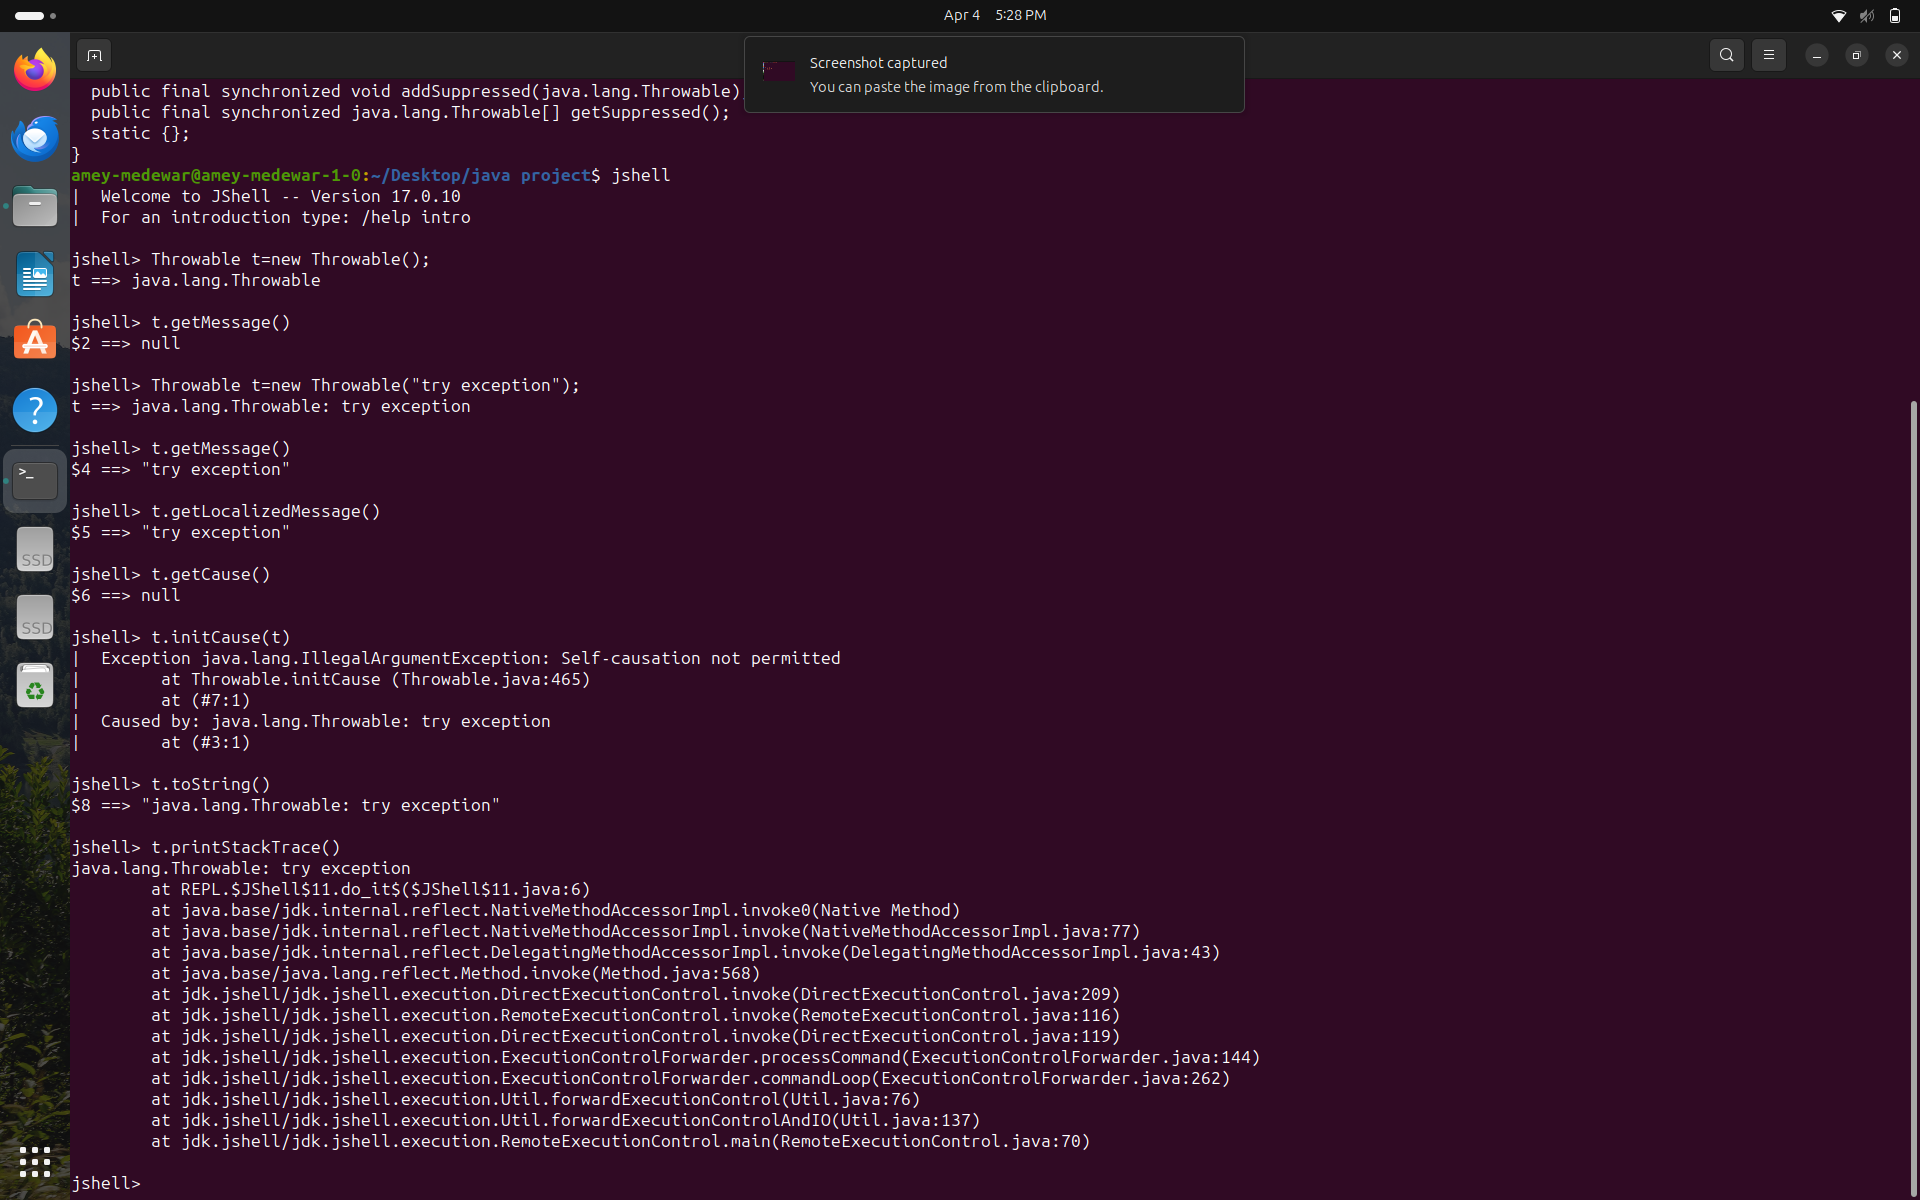 Apr 4 5:28 PM
Screenshot captured
You can paste the image from the clipboard.
public final synchronized void addSuppressed(java.lang.Throwable)
public final synchronized java.lang.Throwable[] getSuppressed();
static {};
}
amey-medewar@amey-medewar-1-0:~/Desktop/java project$ jshell
|  Welcome to JShell -- Version 17.0.10
|  For an introduction type: /help intro
jshell> Throwable t=new Throwable();
t ==> java.lang.Throwable
jshell> t.getMessage()
$2 ==> null
jshell> Throwable t=new Throwable("try exception");
t ==> java.lang.Throwable: try exception
jshell> t.getMessage()
$4 ==> "try exception"
jshell> t.getLocalizedMessage()
$5 ==> "try exception"
jshell> t.getCause()
$6 ==> null
jshell> t.initCause(t)
|  Exception java.lang.IllegalArgumentException: Self-causation not permitted
|        at Throwable.initCause (Throwable.java:465)
|        at (#7:1)
|  Caused by: java.lang.Throwable: try exception
|        at (#3:1)
jshell> t.toString()
$8 ==> "java.lang.Throwable: try exception"
jshell> t.printStackTrace()
java.lang.Throwable: try exception
at REPL.$JShell$11.do_it$($JShell$11.java:6)
at java.base/jdk.internal.reflect.NativeMethodAccessorImpl.invoke0(Native Method)
at java.base/jdk.internal.reflect.NativeMethodAccessorImpl.invoke(NativeMethodAccessorImpl.java:77)
at java.base/jdk.internal.reflect.DelegatingMethodAccessorImpl.invoke(DelegatingMethodAccessorImpl.java:43)
at java.base/java.lang.reflect.Method.invoke(Method.java:568)
at jdk.jshell/jdk.jshell.execution.DirectExecutionControl.invoke(DirectExecutionControl.java:209)
at jdk.jshell/jdk.jshell.execution.RemoteExecutionControl.invoke(RemoteExecutionControl.java:116)
at jdk.jshell/jdk.jshell.execution.DirectExecutionControl.invoke(DirectExecutionControl.java:119)
at jdk.jshell/jdk.jshell.execution.ExecutionControlForwarder.processCommand(ExecutionControlForwarder.java:144)
at jdk.jshell/jdk.jshell.execution.ExecutionControlForwarder.commandLoop(ExecutionControlForwarder.java:262)
at jdk.jshell/jdk.jshell.execution.Util.forwardExecutionControl(Util.java:76)
at jdk.jshell/jdk.jshell.execution.Util.forwardExecutionControlAndIO(Util.java:137)
at jdk.jshell/jdk.jshell.execution.RemoteExecutionControl.main(RemoteExecutionControl.java:70)
jshell>
SSD
SSD